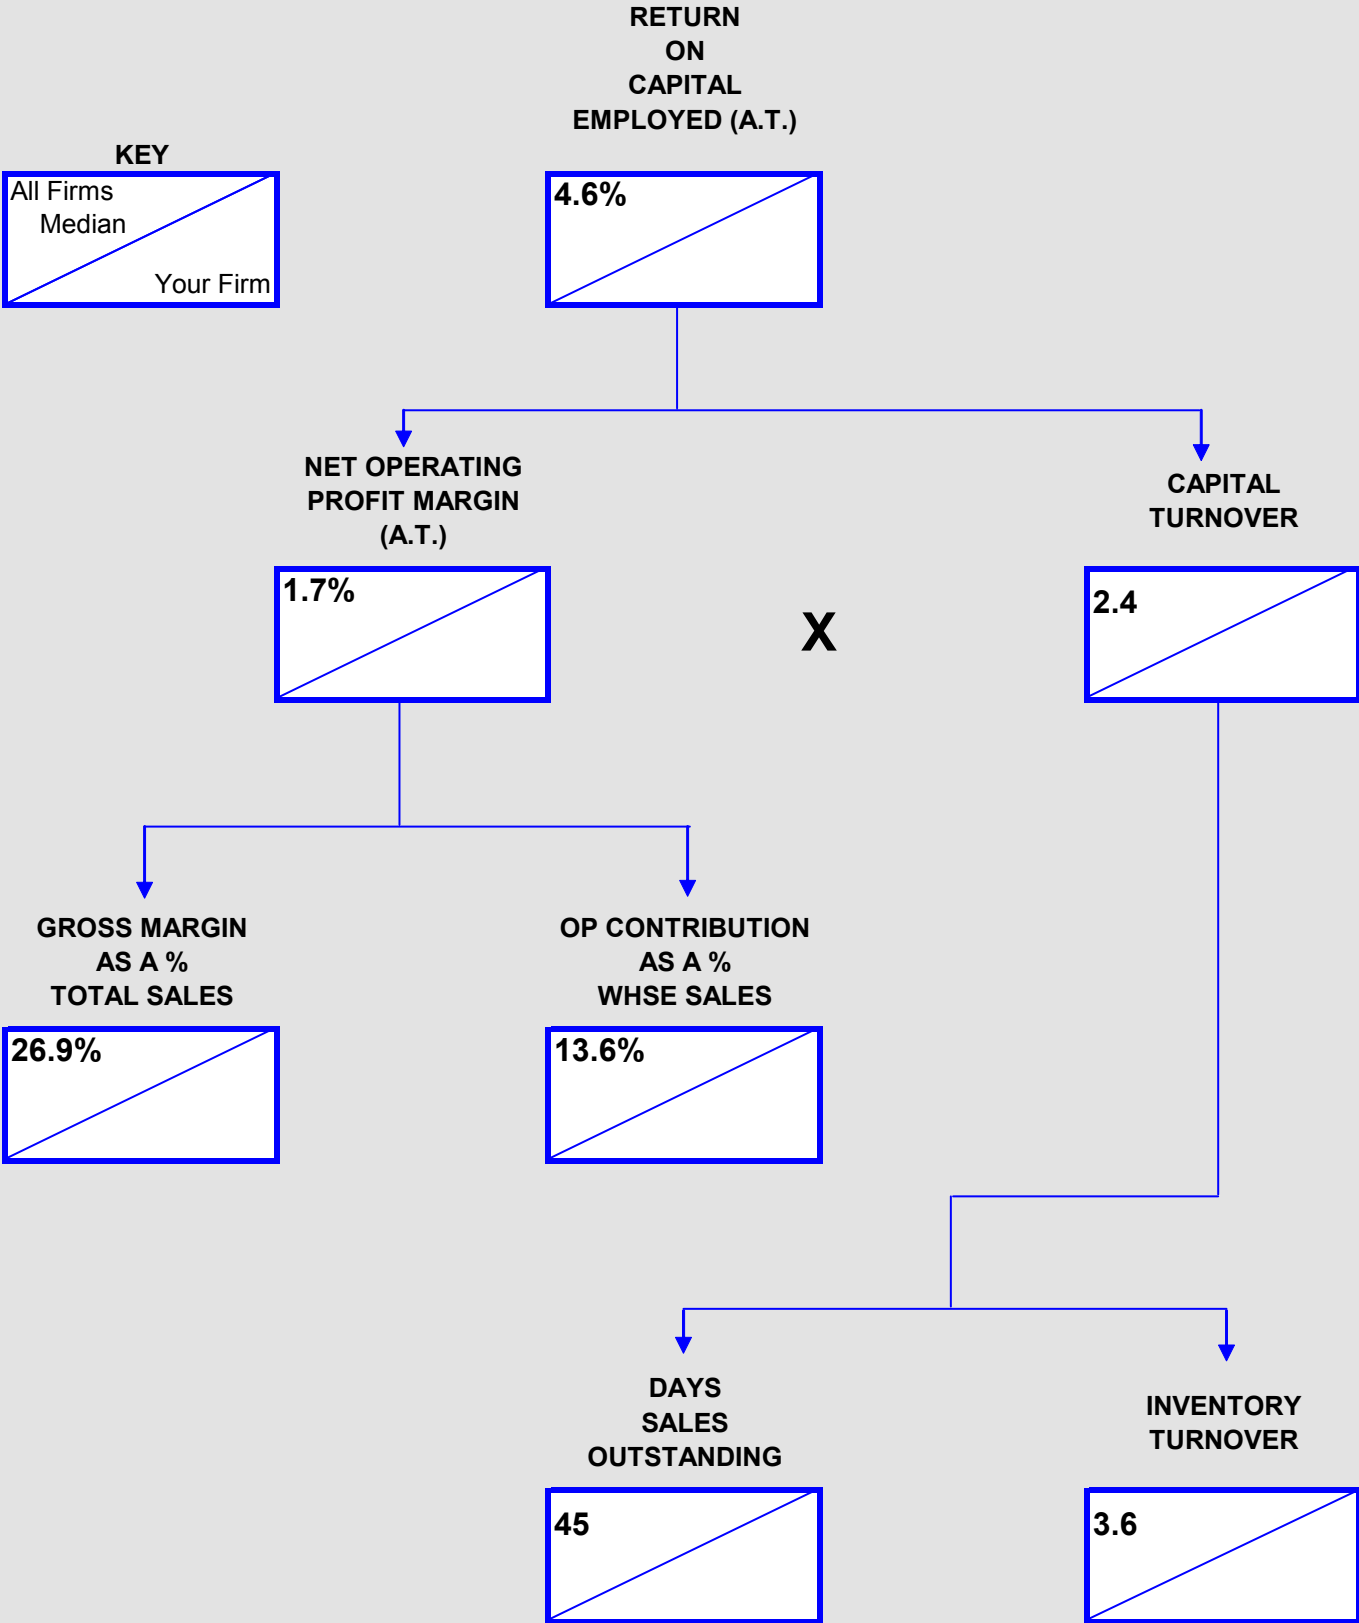 RETURN
ON
CAPITAL
EMPLOYED (A.T.)
KEY
All Firms
Median
Your Firm
4.6%
NET OPERATING
PROFIT MARGIN
(A.T.)
CAPITAL
TURNOVER
1.7%
X
2.4
GROSS MARGIN
AS A %
TOTAL SALES
OP CONTRIBUTION
AS A %
WHSE SALES
26.9%
13.6%
DAYS
SALES
OUTSTANDING
INVENTORY
TURNOVER
45
3.6